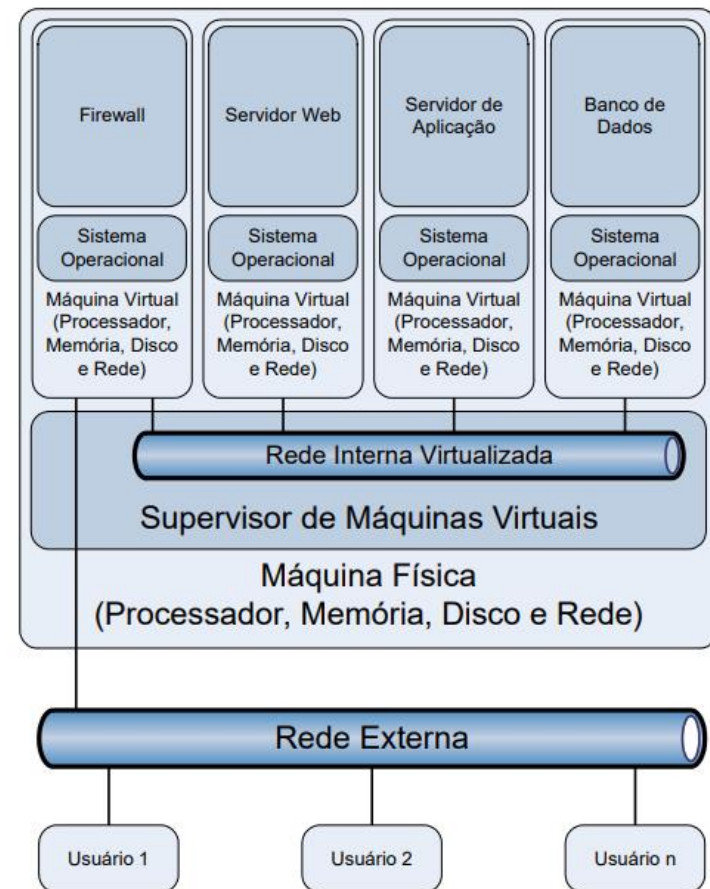 Firewall
Servidor Web
Servidor de
Aplicação
Banco de
Dados
Sistema
Operacional
Sistema
Operacional
Sistema
Operacional
Sistema
Operacional
Máquina Virtual
(Processador,
Memória, Disco
e Rede)
Máquina Virtual
(Processador,
Memória, Disco
e Rede)
Máquina Virtual
(Processador,
Memória, Disco
e Rede)
Máquina Virtual
(Processador,
Memória, Disco
e Rede)
Rede Interna Virtualizada
Supervisor de Máquinas Virtuais
Máquina Física
(Processador, Memória, Disco e Rede)
Rede Externa
Usuário 1
Usuário 2
Usuário n